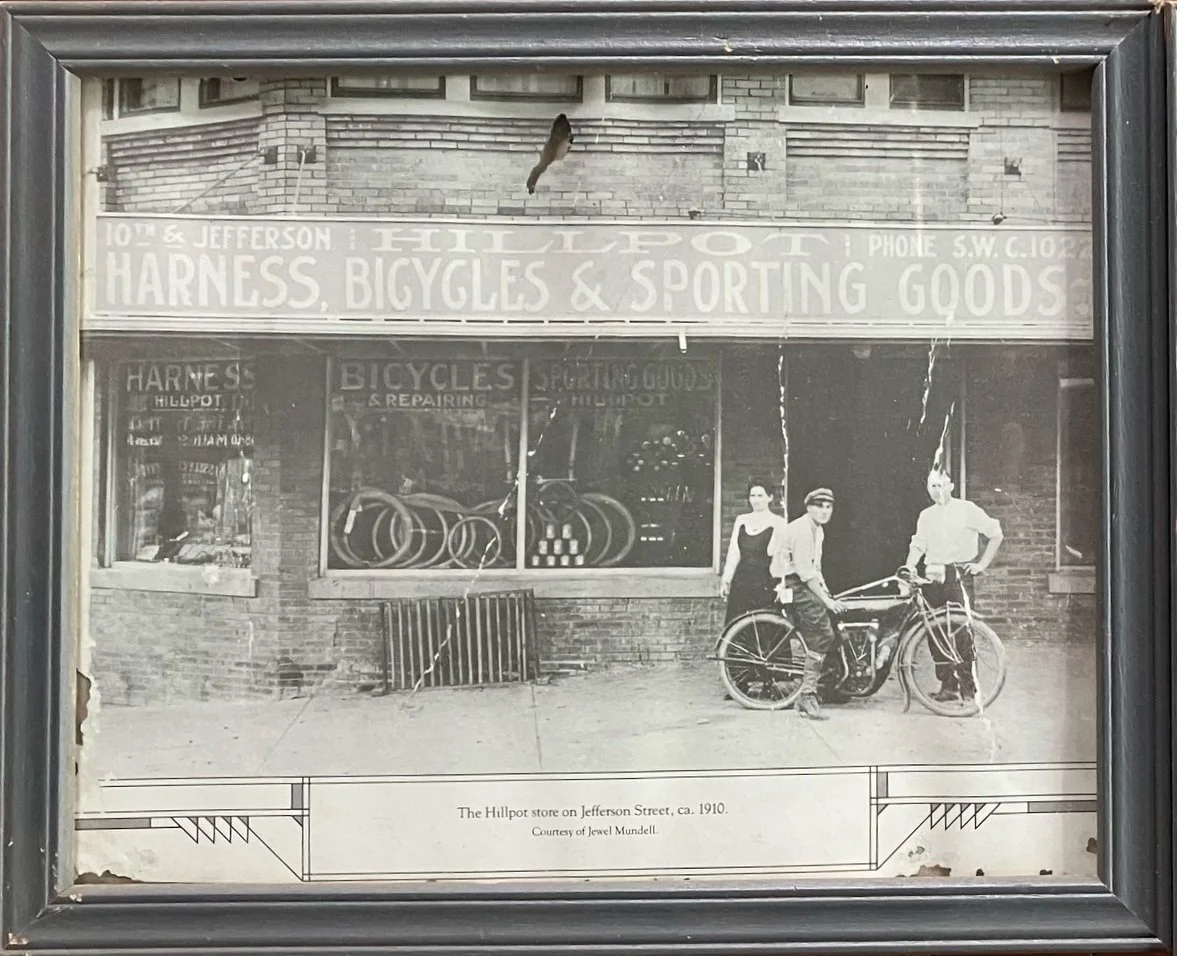 10TH & JEFFERSON HILLPOT PHONE S.W.C.1022
HARNESS, BICYCLES & SPORTING GOODS
HARNESS
HILLPOT
BICYCLES
& REPAIRING
SPORTING GOODS
HILLPOT
The Hillpot store on Jefferson Street, ca. 1910.
Courtesy of Jewel Mundell.